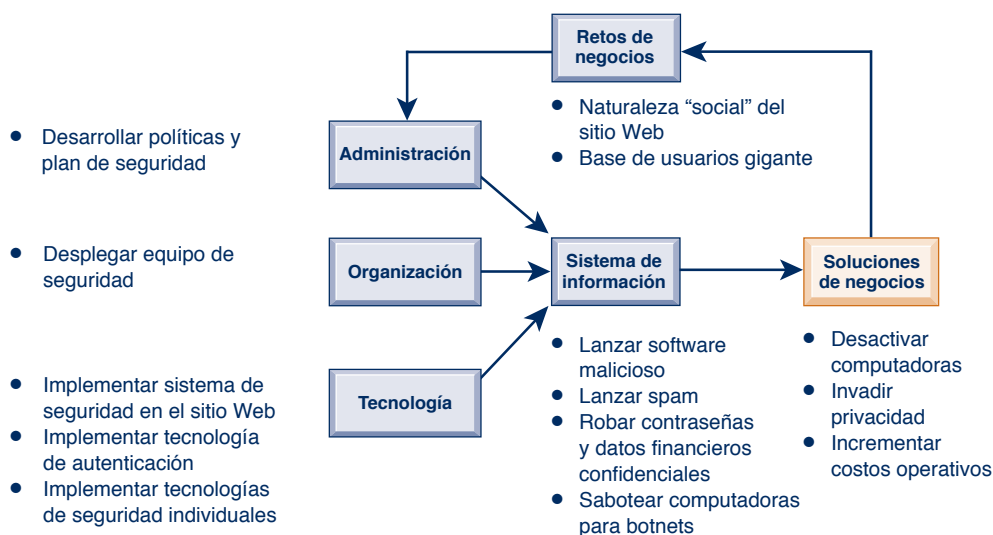 Retos de
negocios
Naturaleza “social” del
sitio Web
Base de usuarios gigante
Desarrollar políticas y
plan de seguridad
Administración
Desplegar equipo de
seguridad
Organización
Sistema de
información
Soluciones
de negocios
Implementar sistema de
seguridad en el sitio Web
Implementar tecnología
de autenticación
Implementar tecnologías
de seguridad individuales
Tecnología
Lanzar software
malicioso
Lanzar spam
Robar contraseñas
y datos financieros
confidenciales
Sabotear computadoras
para botnets
Desactivar
computadoras
Invadir
privacidad
Incrementar
costos operativos